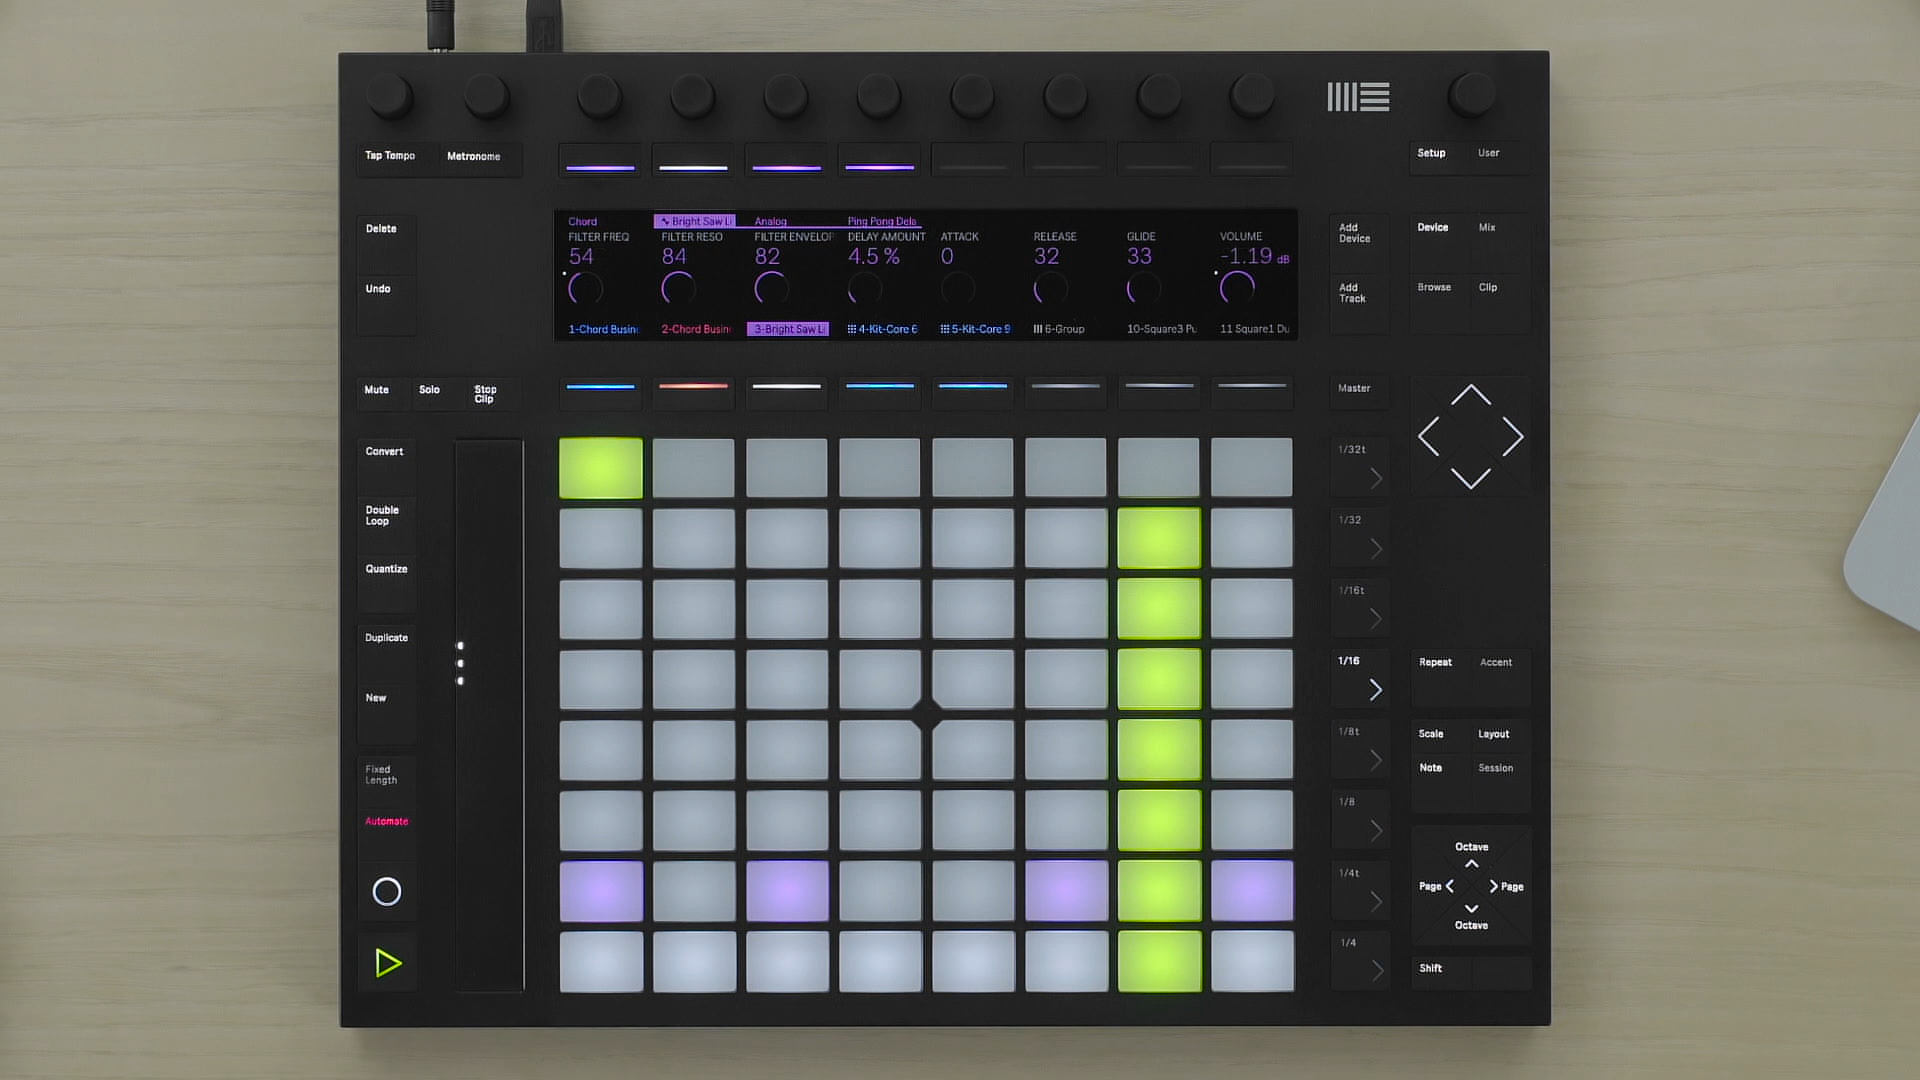 Tap Tempo
Metronome
Setup
User
Delete
Undo
Chord
Bright Saw L
Analog
Ping Pong Dela
FILTER FREQ
FILTER RESO
FILTER ENVELOP
DELAY AMOUNT
ATTACK
RELEASE
GLIDE
VOLUME
54
84
82
4.5 %
0
32
33
-1.19 dB
1-Chord Busin
2-Chord Busin
3-Bright Saw L
4-Kit-Core 6
5-Kit-Core 9
6-Group
10-Square3 Pu
11 Square1 Du
Add
Device
Add
Track
Device
Mix
Browse
Clip
Mute
Solo
Stop
Clip
Master
Convert
Double
Loop
Quantize
Duplicate
New
Fixed
Length
Automate
1/32t
1/32
1/16t
1/16
1/8t
1/8
1/4t
1/4
Repeat
Accent
Scale
Layout
Note
Session
Octave
Page
Page
Octave
Shift